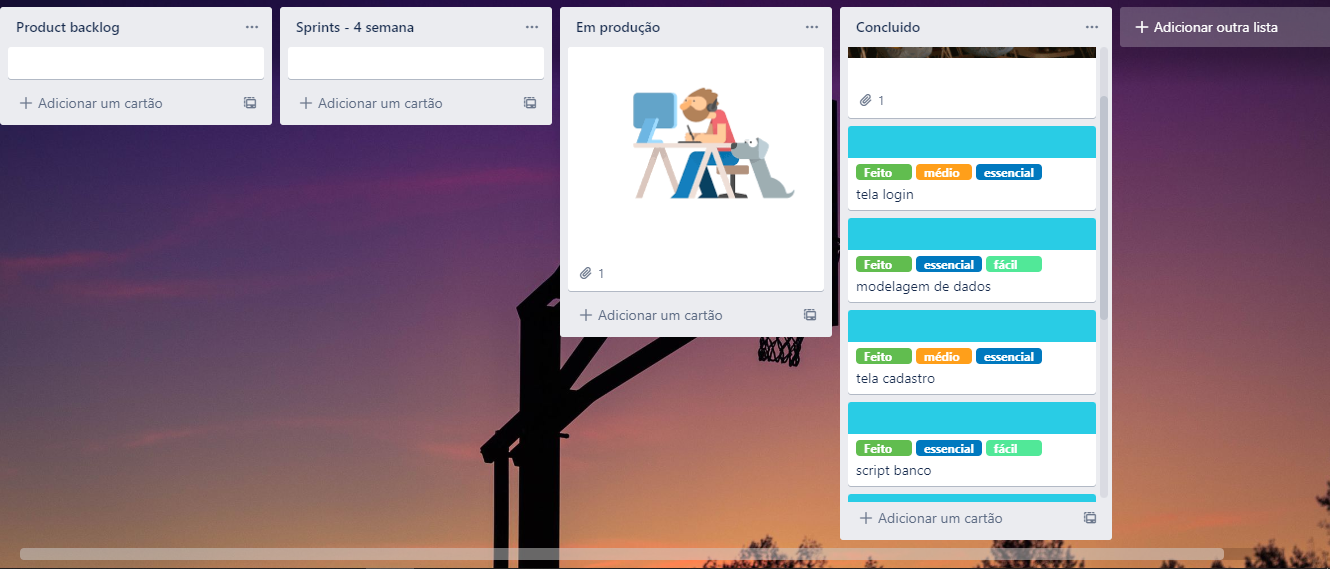 Product backlog
Adicionar um cartão
Sprints - 4 semana
Adicionar um cartão
Em produção
1
Adicionar um cartão
Concluido
1
Feito médio essencial
tela login
Feito essencial fácil
modelagem de dados
Feito médio essencial
tela cadastro
Feito essencial fácil
script banco
Adicionar um cartão
Adicionar outra lista